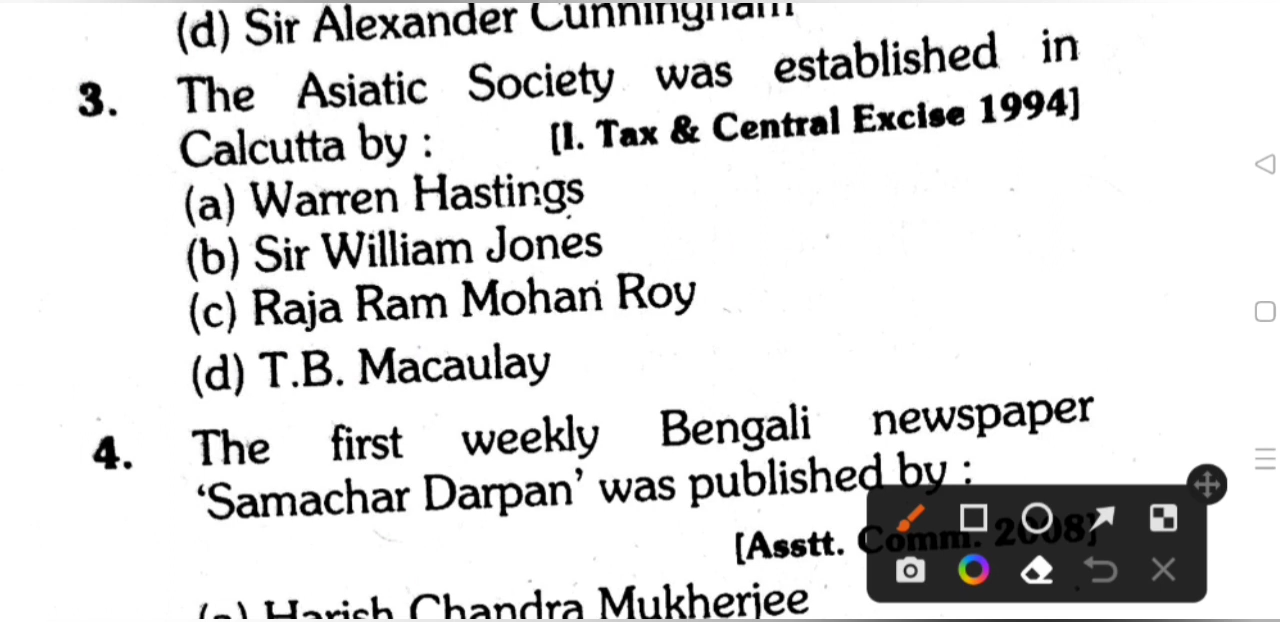 (d) Sir Alexander Cunningham
3. The Asiatic Society was established in
Calcutta by : [I. Tax & Central Excise 1994]
(a) Warren Hastings
(b) Sir William Jones
(c) Raja Ram Mohan Roy
(d) T.B. Macaulay
4. The first weekly Bengali newspaper
‘Samachar Darpan’ was published by :
[Asstt. Comm. 2008]
(a) Harish Chandra Mukherjee